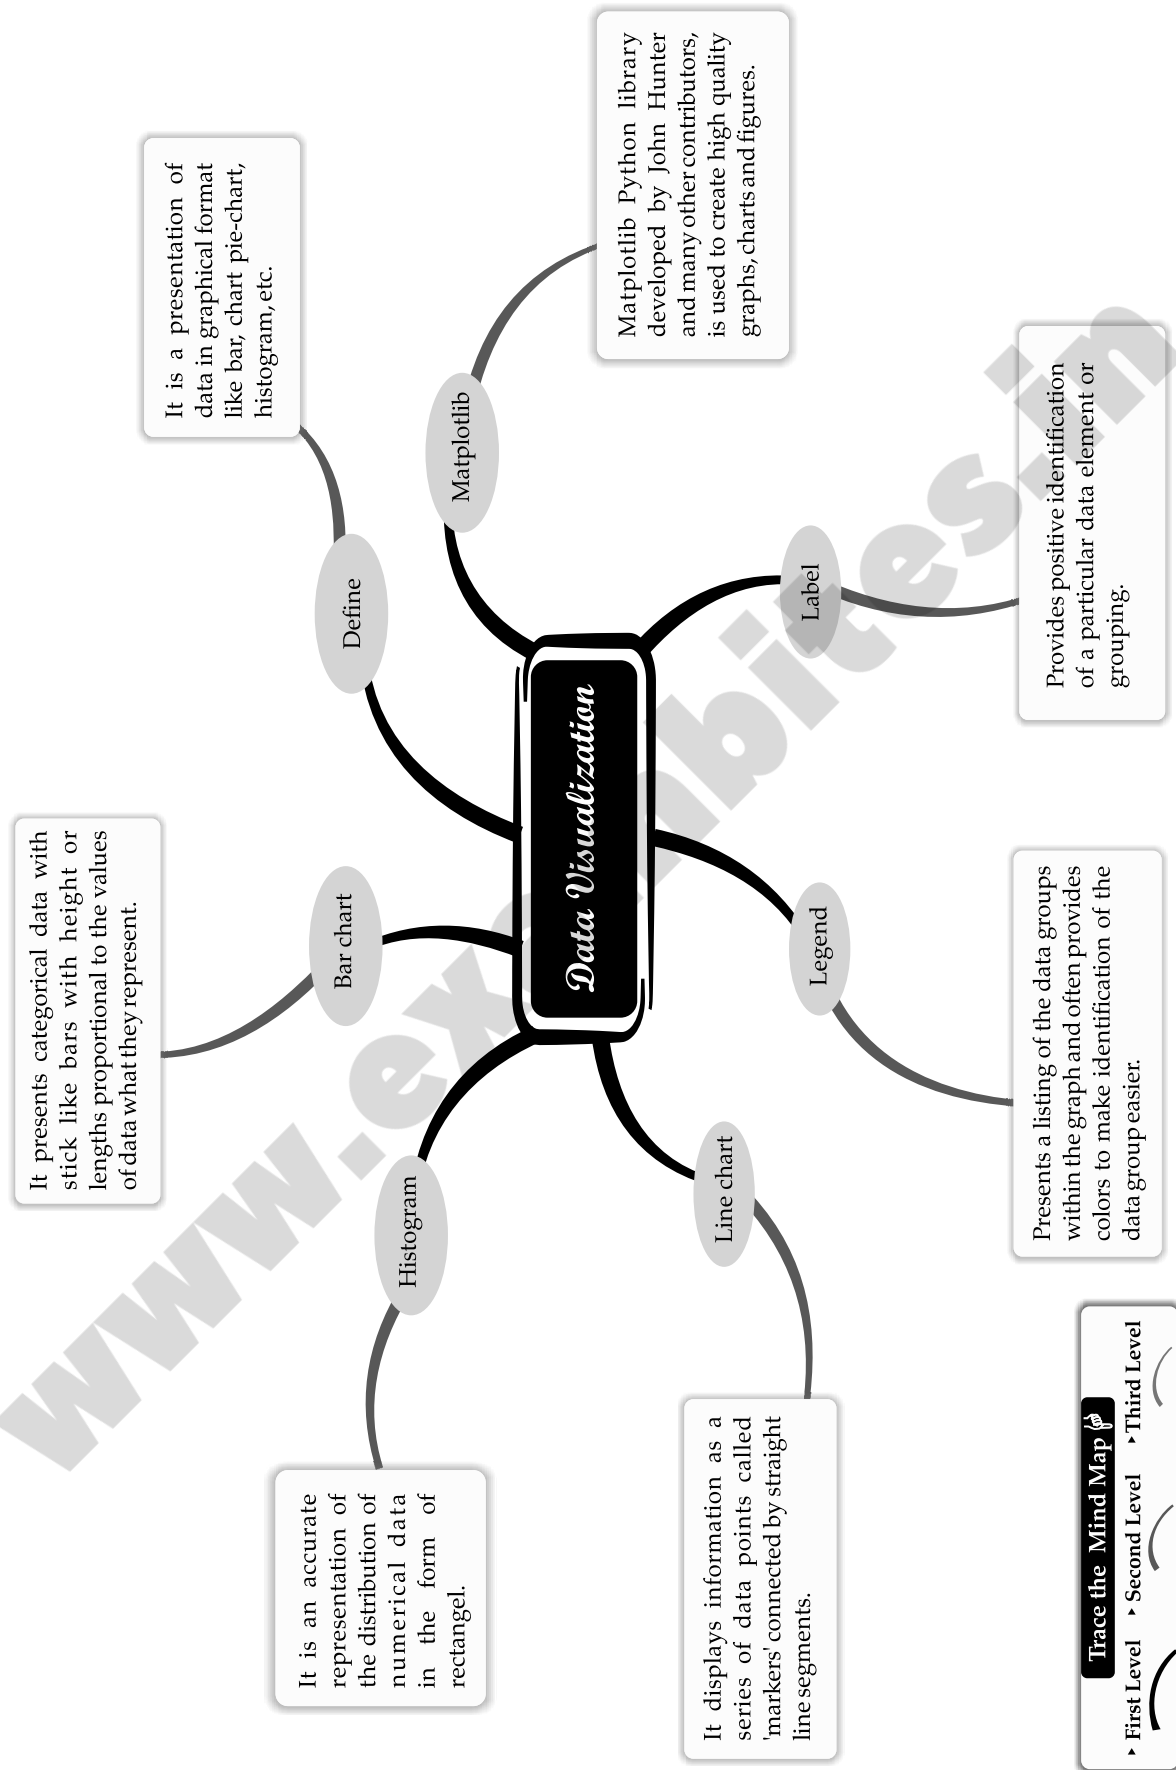 It is a presentation of
data in graphical format
like bar, chart pie-chart,
histogram, etc.
Define
Matplotlib Python library
developed by John Hunter
and many other contributors,
is used to create high quality
graphs, charts and figures.
Matplotlib
It presents categorical data with
stick like bars with height or
lengths proportional to the values
of data what they represent.
Bar chart
Data Visualization
Label
Provides positive identification
of a particular data element or
grouping.
Histogram
It is an accurate
representation of
the distribution of
numerical data
in the form of
rectangel.
Line chart
It displays information as a
series of data points called
'markers' connected by straight
line segments.
Legend
Presents a listing of the data groups
within the graph and often provides
colors to make identification of the
data group easier.
Trace the Mind Map
First Level
Second Level
Third Level
www.exambites.in